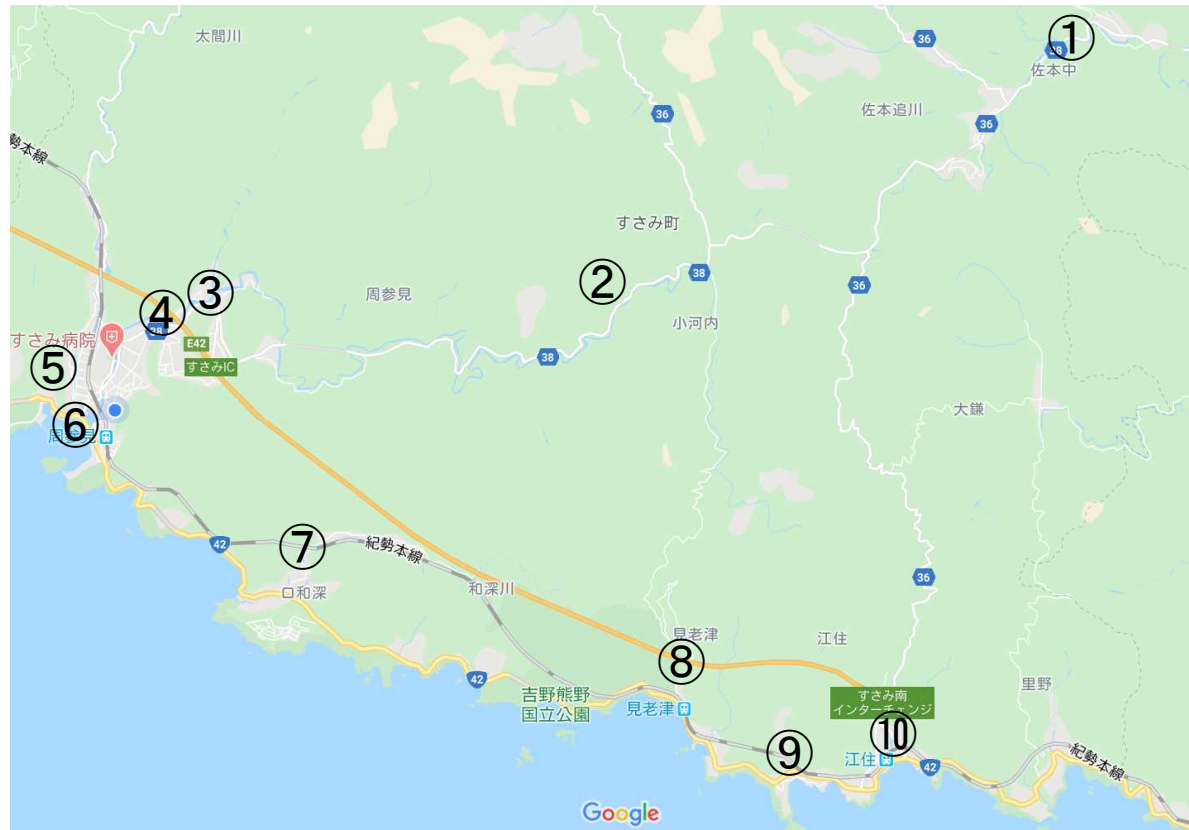 太間川
36
①
38
佐本中
36
佐本追川
36
勢本線
すさみ町
38
36
②
周参見
小河内
③
④
38
すさみ病院
E42
すさみIC
⑤
38
大鎌
⑥
周参見
42
⑦
紀勢本線
口和深
和深川
36
見老津
江住
⑧
42
吉野熊野
国立公園
見老津
里野
すさみ南
インターチェンジ
⑩
⑨
江住
42
紀勢本線
Google